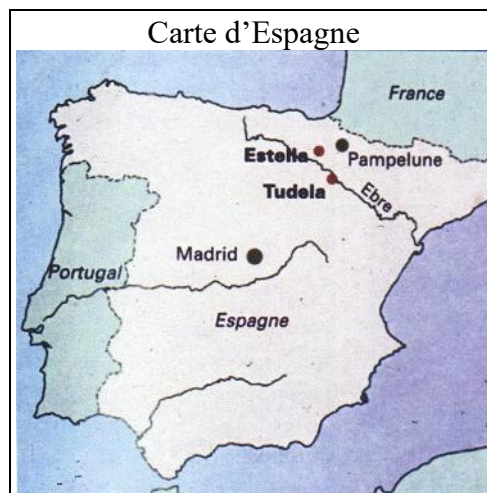 Carte d’Espagne
France
Estella
Pampelune
Tudela
Ebre
Madrid
Portugal
Espagne